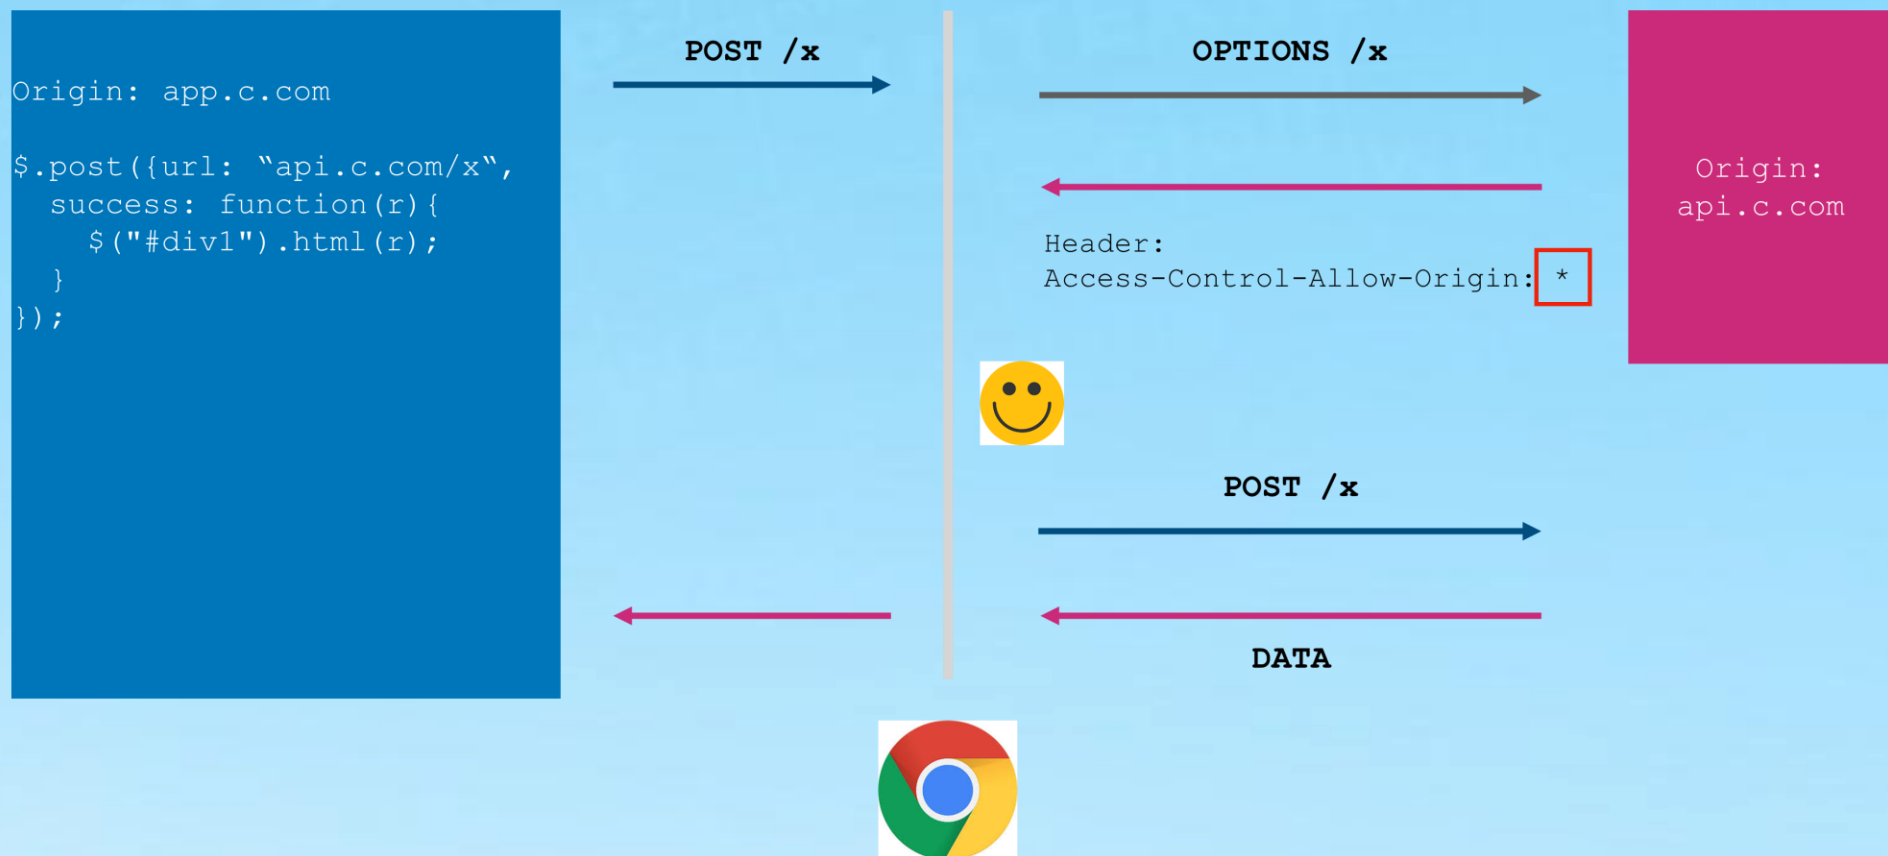 Origin: app.c.com
$.post({url: “api.c.com/x“,
success: function(r){
$("#div1").html(r);
}
});
POST /x
OPTIONS /x
Header:
Access-Control-Allow-Origin: *
POST /x
DATA
Origin:
api.c.com